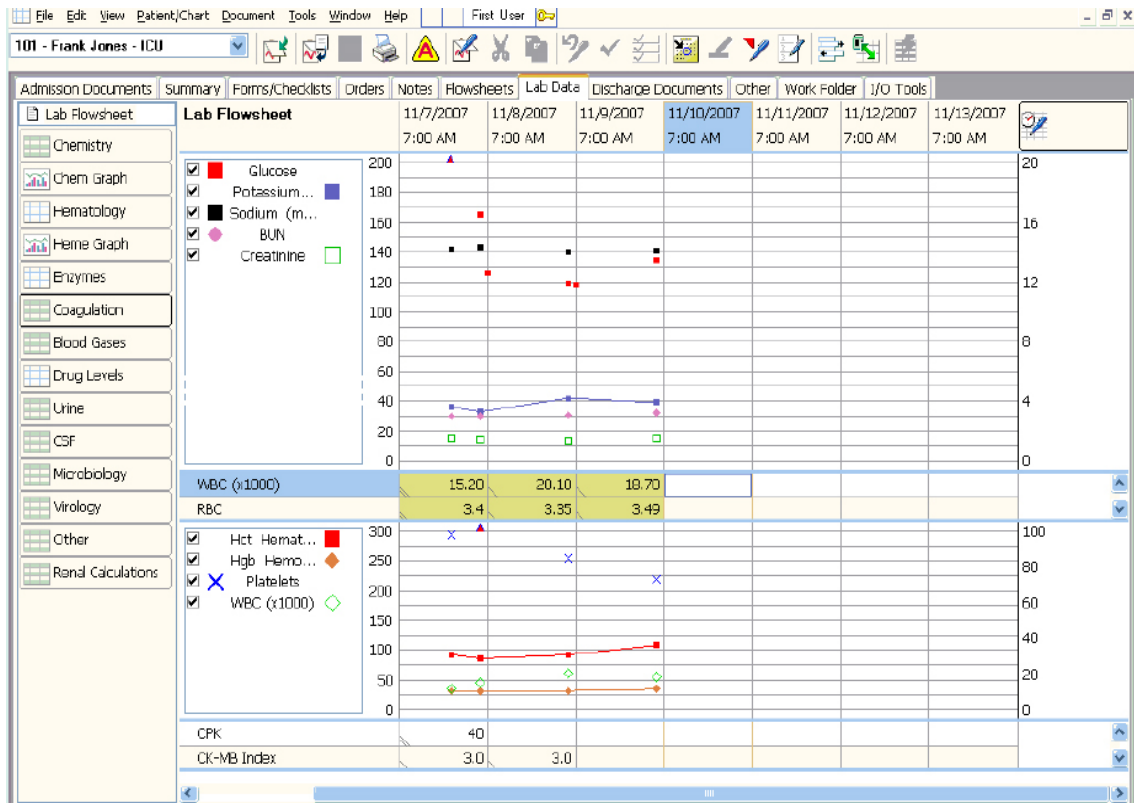 File Edit View Patient/Chart Document Tools Window Help First User
101 - Frank Jones - ICU
Admission Documents Summary Forms/Checklists Orders Notes Flowsheets Lab Data Discharge Documents Other Work Folder I/O Tools
Lab Flowsheet
Chemistry
Chem Graph
Hematology
Heme Graph
Enzymes
Coagulation
Blood Gases
Drug Levels
Urine
CSF
Microbiology
Virology
Other
Renal Calculations
Lab Flowsheet 11/7/2007 11/8/2007 11/9/2007 11/10/2007 11/11/2007 11/12/2007 11/13/2007
7:00 AM 7:00 AM 7:00 AM 7:00 AM 7:00 AM 7:00 AM 7:00 AM
Glucose
Potassium...
Sodium (m...
BUN
Creatinine
200
180
160
140
120
100
80
60
40
20
0
20
16
12
8
4
0
WBC (x1000) 15.20 20.10 18.70
RBC 3.4 3.35 3.49
Hct Hemat...
Hgb Hemo...
Platelets
WBC (x1000)
300
250
200
150
100
50
0
100
80
60
40
20
0
CPK 40
CK-MB Index 3.0 3.0